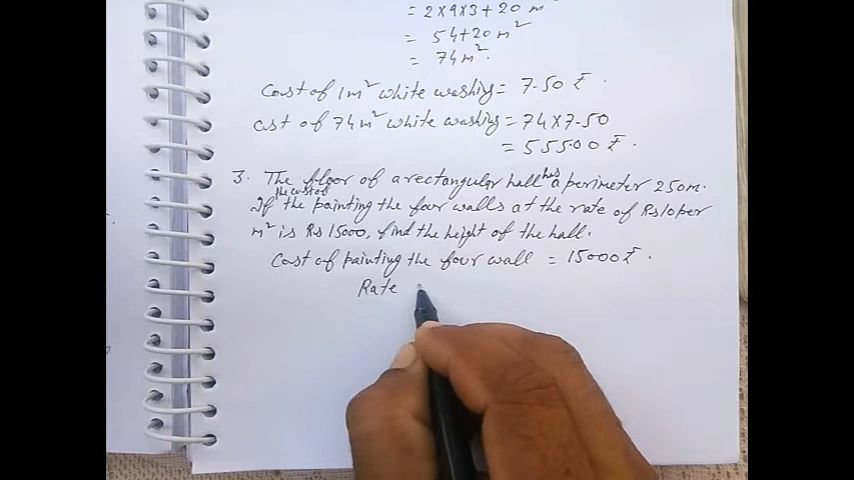 = 2×9×3+20 m²
= 54+20 m²
= 74 m².
Cost of 1m² white washing = 7.50 ₹.
Cost of 74 m² white washing = 74×7.50
= 555.00 ₹.
3. The floor of a rectangular hall has a perimeter 250m.
If the cost of the painting the four walls at the rate of Rs10 per
m² is Rs 15000, find the height of the hall.
Cost of painting the four wall = 15000 ₹.
Rate